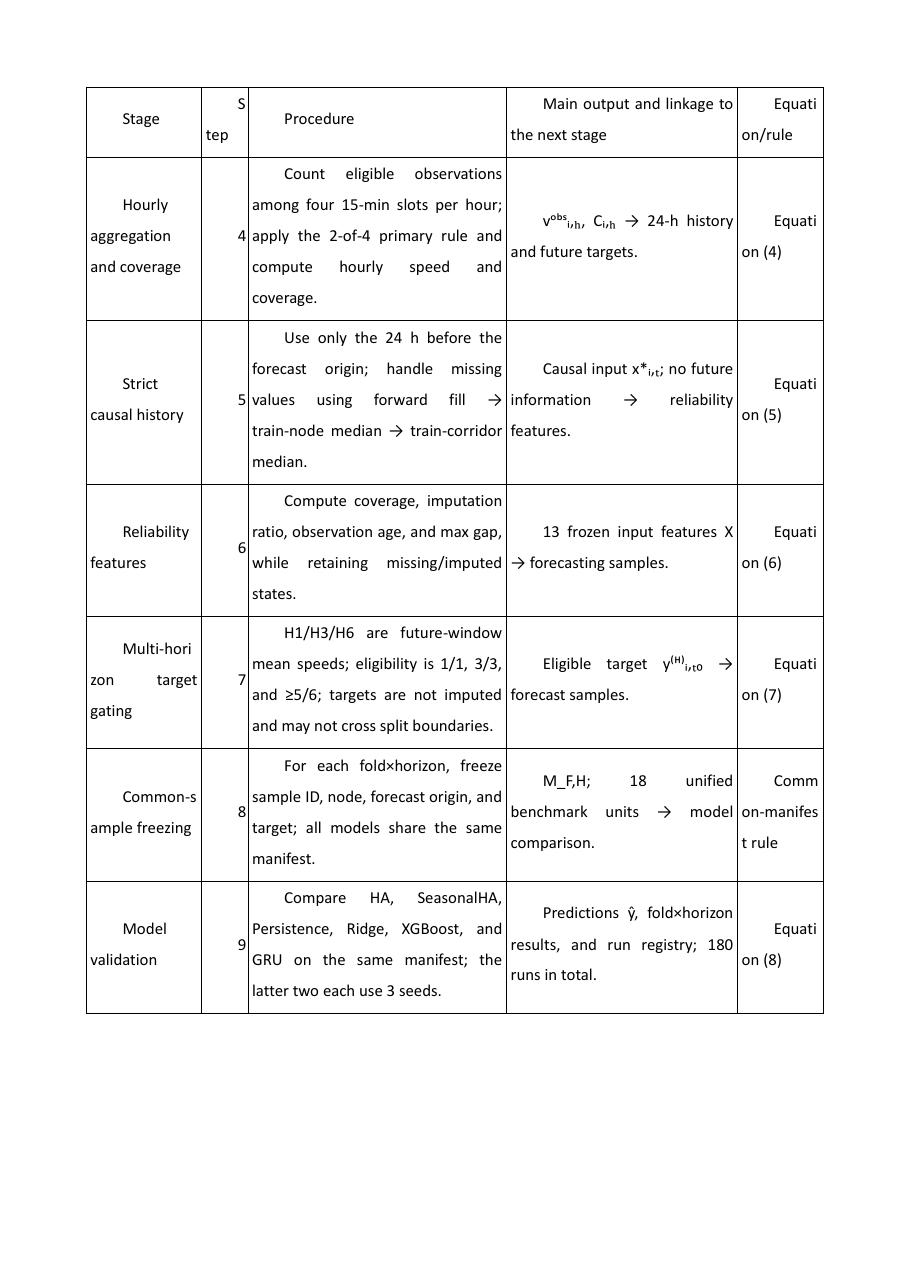 Stage
S
tep
Procedure
Main output and linkage to
the next stage
Equati
on/rule
Hourly
aggregation
and coverage
4
Count eligible observations
among four 15-min slots per hour;
apply the 2-of-4 primary rule and
compute hourly speed and
coverage.
vᵒᵇˢᵢ,ₕ, Cᵢ,ₕ → 24-h history
and future targets.
Equati
on (4)
Strict
causal history
5
Use only the 24 h before the
forecast origin; handle missing
values using forward fill →
train-node median → train-corridor
median.
Causal input x*ᵢ,ₜ; no future
information → reliability
features.
Equati
on (5)
Reliability
features
6
Compute coverage, imputation
ratio, observation age, and max gap,
while retaining missing/imputed
states.
13 frozen input features X
→ forecasting samples.
Equati
on (6)
Multi-hori
zon target
gating
7
H1/H3/H6 are future-window
mean speeds; eligibility is 1/1, 3/3,
and ≥5/6; targets are not imputed
and may not cross split boundaries.
Eligible target y⁽ᴴ⁾ᵢ,ₜ₀ →
forecast samples.
Equati
on (7)
Common-s
ample freezing
8
For each fold×horizon, freeze
sample ID, node, forecast origin, and
target; all models share the same
manifest.
M_F,H; 18 unified
benchmark units → model
comparison.
Comm
on-manifes
t rule
Model
validation
9
Compare HA, SeasonalHA,
Persistence, Ridge, XGBoost, and
GRU on the same manifest; the
latter two each use 3 seeds.
Predictions ŷ, fold×horizon
results, and run registry; 180
runs in total.
Equati
on (8)